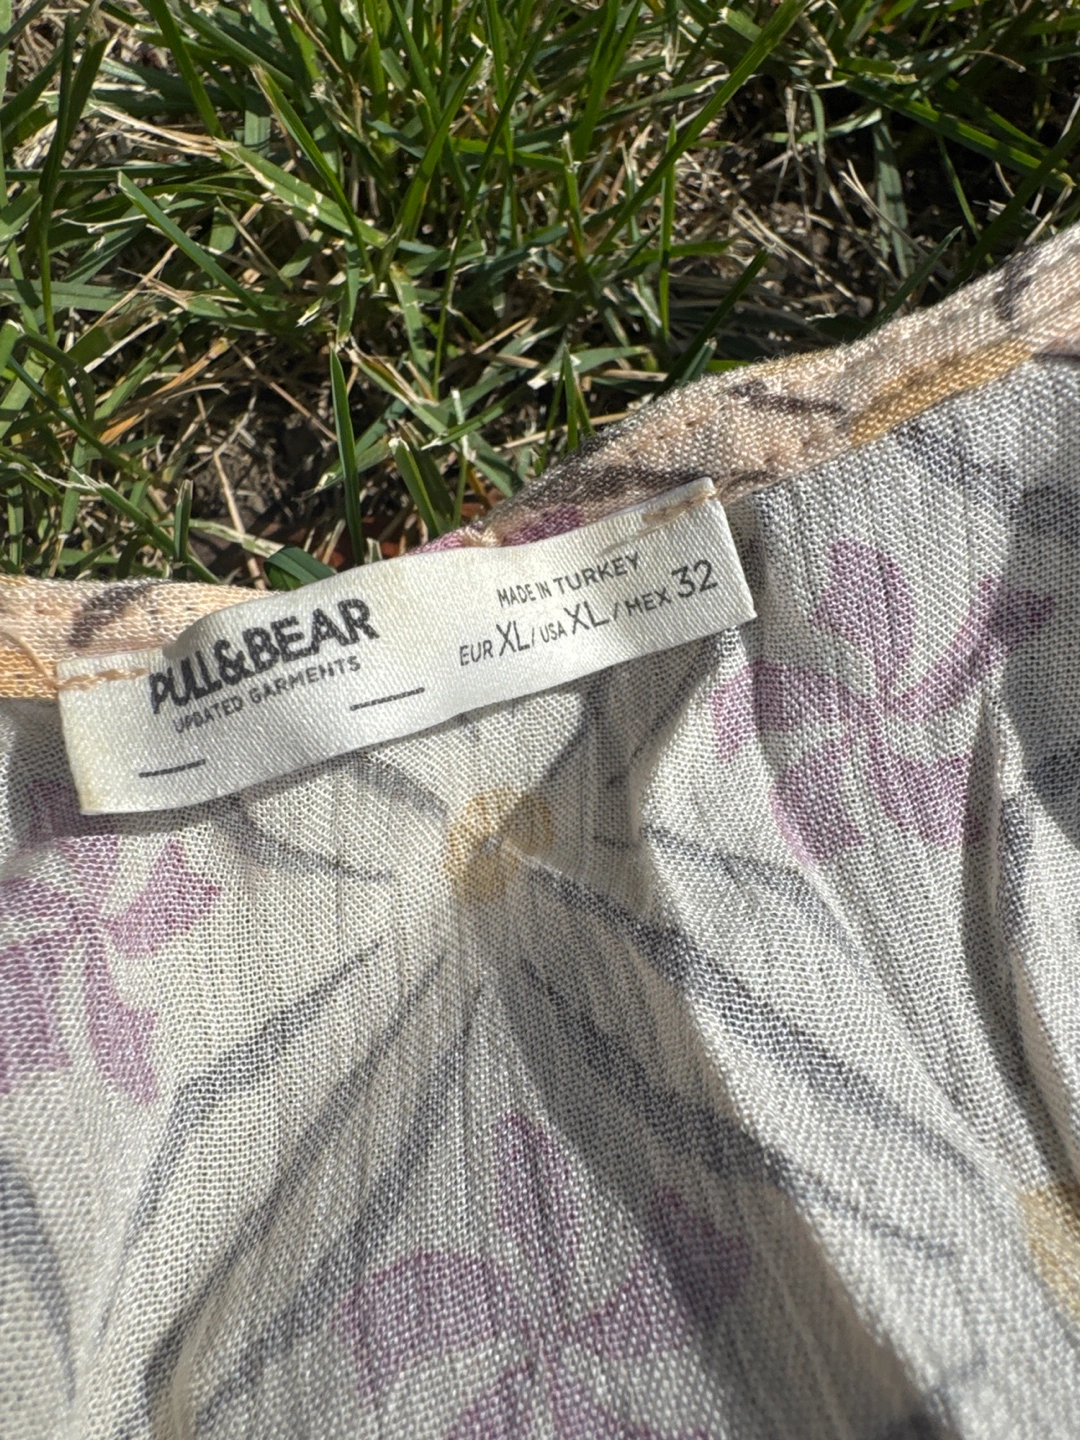 PULL&BEAR
UPDATED GARMENTS
MADE IN TURKEY
EUR XL/ USA XL/ MEX 32